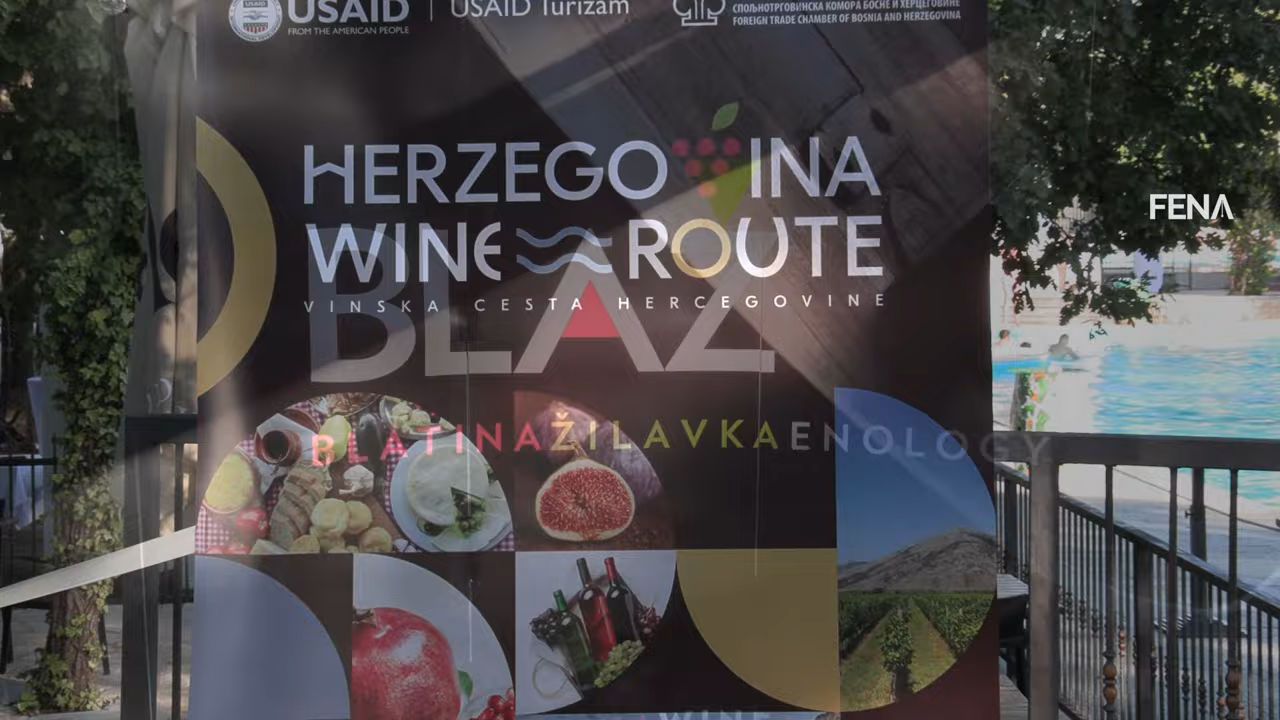 USAID
FROM THE AMERICAN PEOPLE
USAID Turizam
СПОЉНОТРГОВИНСКА КОМОРА БОСНЕ И ХЕРЦЕГОВИНЕ
FOREIGN TRADE CHAMBER OF BOSNIA AND HERZEGOVINA
HERZEGOVINA
FENA
WINE ROUTE
VINSKA CESTA HERCEGOVINE
BLAŽ
BLATINAŽILAVKAENOLOGY
WINE